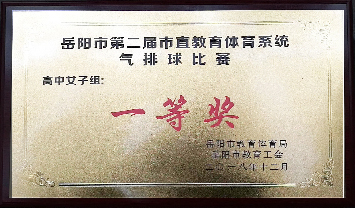 岳阳市第二届市直教育体育系统
气排球比赛
高中女子组:
一等奖
岳阳市教育体育局
岳阳市教育工会
二〇一八年十二月